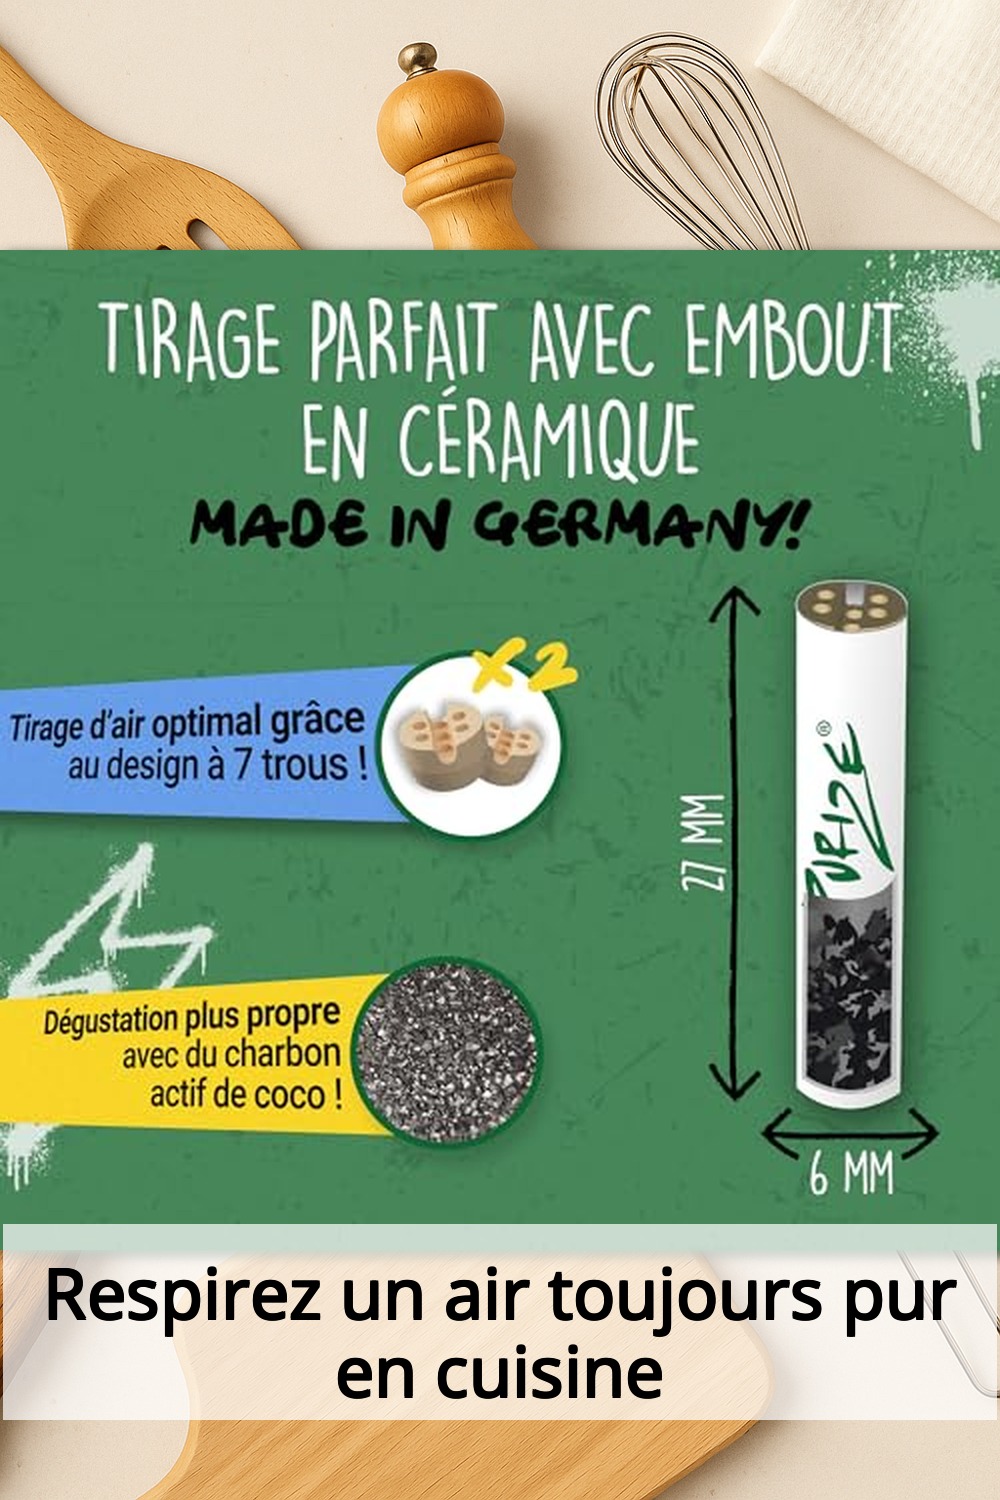 TIRAGE PARFAIT AVEC EMBOUT
EN CÉRAMIQUE
MADE IN GERMANY!
x2
Tirage d'air optimal grâce
au design à 7 trous !
PURIZE®
27 MM
Dégustation plus propre
avec du charbon
actif de coco !
6 MM
Respirez un air toujours pur
en cuisine